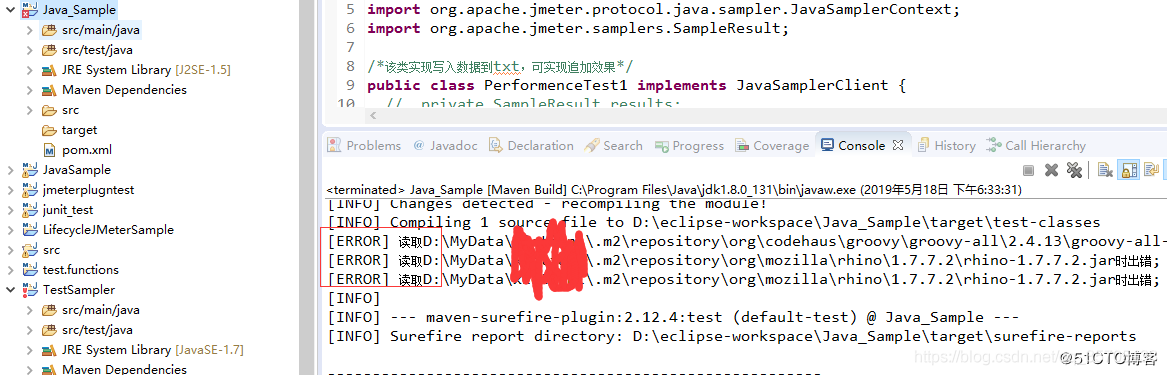 Java_Sample
src/main/java
src/test/java
JRE System Library [J2SE-1.5]
Maven Dependencies
src
target
pom.xml
JavaSample
jmeterplugntest
junit_test
LifecycleJMeterSample
src
test.functions
TestSampler
src/main/java
src/test/java
JRE System Library [JavaSE-1.7]
Maven Dependencies
5 import org.apache.jmeter.protocol.java.sampler.JavaSamplerContext;
6 import org.apache.jmeter.samplers.SampleResult;
7
8 /*该类实现写入数据到txt，可实现追加效果*/
9 public class PerformenceTest1 implements JavaSamplerClient {
10 // private SampleResult results;
Problems @ Javadoc Declaration Search Progress Coverage Console History Call Hierarchy
<terminated> Java_Sample [Maven Build] C:\Program Files\Java\jdk1.8.0_131\bin\javaw.exe (2019年5月18日 下午6:33:31)
[INFO] Changes detected - recompiling the module!
[INFO] Compiling 1 source file to D:\eclipse-workspace\Java_Sample\target\test-classes
[ERROR] 读取D:\MyData\ \.m2\repository\org\codehaus\groovy\groovy-all\2.4.13\groovy-all-
[ERROR] 读取D:\MyData\ \.m2\repository\org\mozilla\rhino\1.7.7.2\rhino-1.7.7.2.jar时出错;
[ERROR] 读取D:\MyData\ \.m2\repository\org\mozilla\rhino\1.7.7.2\rhino-1.7.7.2.jar时出错;
[INFO]
[INFO] --- maven-surefire-plugin:2.12.4:test (default-test) @ Java_Sample ---
[INFO] Surefire report directory: D:\eclipse-workspace\Java_Sample\target\surefire-reports
-------------------------------------------------------
https://blog.csdn.net
@51CTO博客